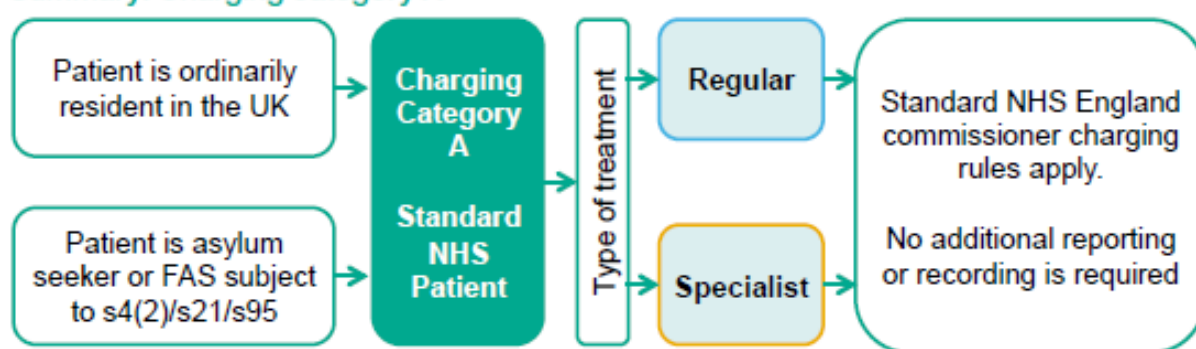 Patient is ordinarily
resident in the UK
Patient is asylum
seeker or FAS subject
to s4(2)/s21/s95
Charging
Category
A
Standard
NHS
Patient
Type of treatment
Regular
Specialist
Standard NHS England
commissioner charging
rules apply.
No additional reporting
or recording is required